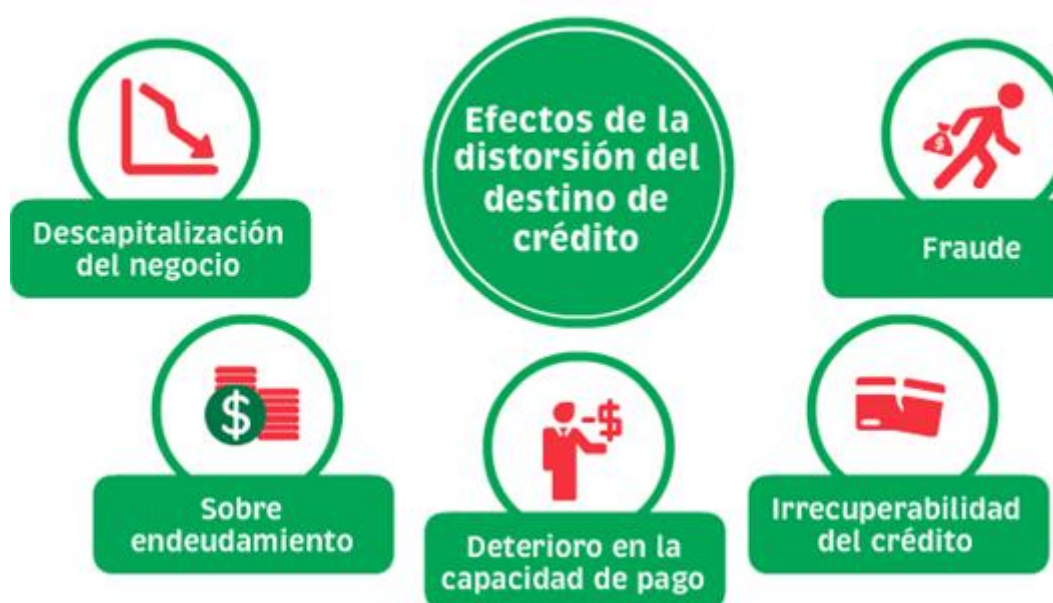 Efectos de la
distorsión del
destino de
crédito
Descapitalización
del negocio
Fraude
$
Sobre
endeudamiento
$
-$
Deterioro en la
capacidad de pago
Irrecuperabilidad
del crédito